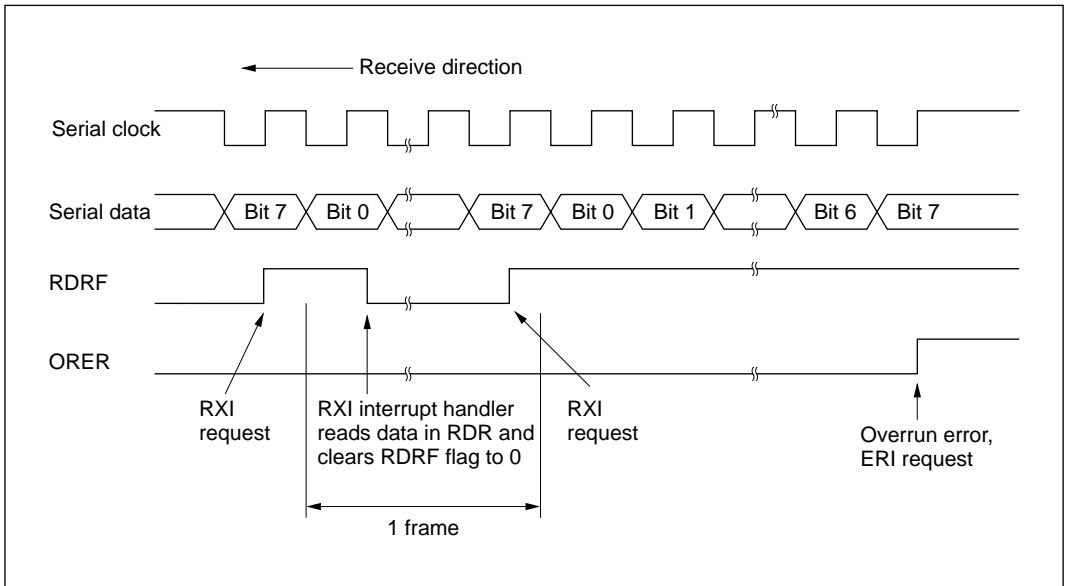 Receive direction
Serial clock
Serial data
Bit 7 Bit 0 Bit 7 Bit 0 Bit 1 Bit 6 Bit 7
RDRF
ORER
RXI
request
RXI interrupt handler
reads data in RDR and
clears RDRF flag to 0
RXI
request
Overrun error,
ERI request
1 frame